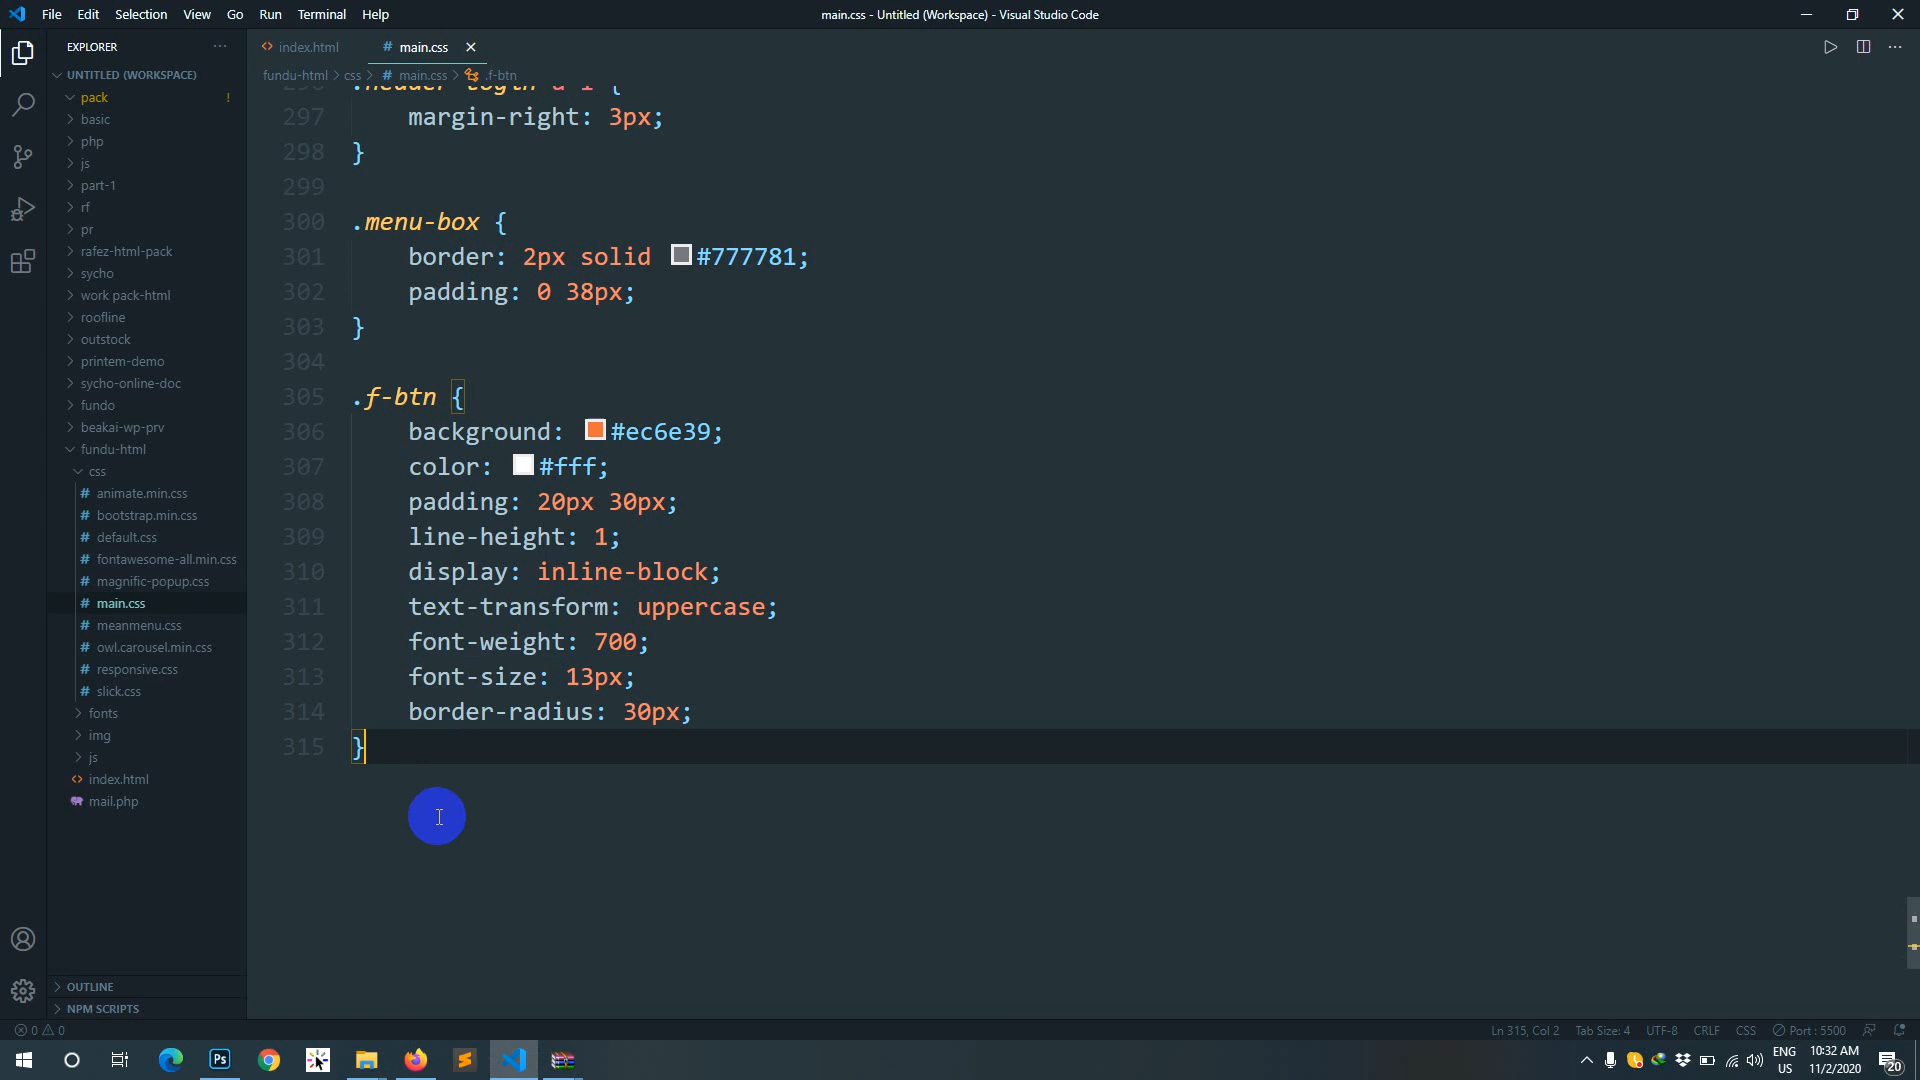 File Edit Selection View Go Run Terminal Help
main.css - Untitled (Workspace) - Visual Studio Code
EXPLORER
UNTITLED (WORKSPACE)
pack !
basic
php
js
part-1
rf
pr
rafez-html-pack
sycho
work pack-html
roofline
outstock
printem-demo
sycho-online-doc
fundo
beakai-wp-prv
fundu-html
css
# animate.min.css
# bootstrap.min.css
# default.css
# fontawesome-all.min.css
# magnific-popup.css
# main.css
# meanmenu.css
# owl.carousel.min.css
# responsive.css
# slick.css
fonts
img
js
<> index.html
mail.php
OUTLINE
NPM SCRIPTS
<> index.html # main.css
fundu-html > css > # main.css > .f-btn
296 .header-login a i {
297 margin-right: 3px;
298 }
299
300 .menu-box {
301 border: 2px solid #777781;
302 padding: 0 38px;
303 }
304
305 .f-btn {
306 background: #ec6e39;
307 color: #fff;
308 padding: 20px 30px;
309 line-height: 1;
310 display: inline-block;
311 text-transform: uppercase;
312 font-weight: 700;
313 font-size: 13px;
314 border-radius: 30px;
315 }
0 0 Ln 315, Col 2 Tab Size: 4 UTF-8 CRLF CSS Port : 5500
Ps
ENG
US
10:32 AM
11/2/2020
20